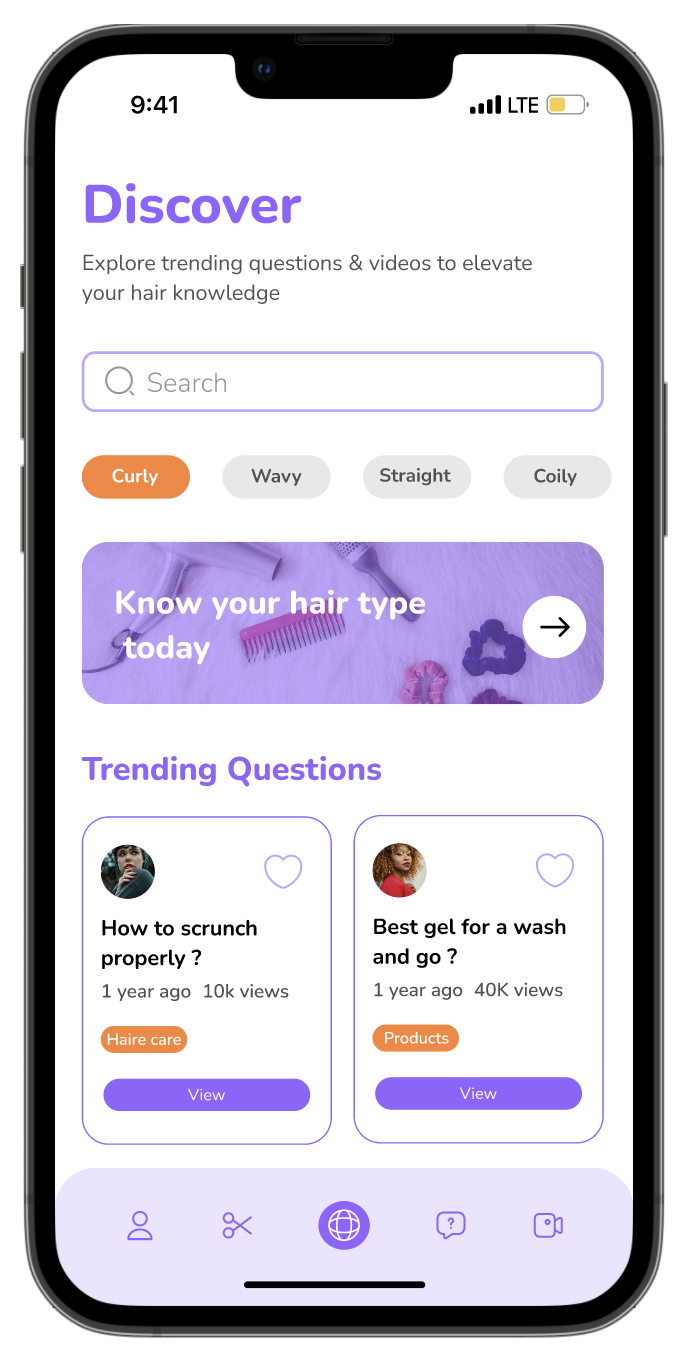 9:41 LTE
Discover
Explore trending questions & videos to elevate
your hair knowledge
Search
Curly Wavy Straight Coily
Know your hair type
today
Trending Questions
How to scrunch
properly ?
1 year ago 10k views
Haire care
View
Best gel for a wash
and go ?
1 year ago 40K views
Products
View
?